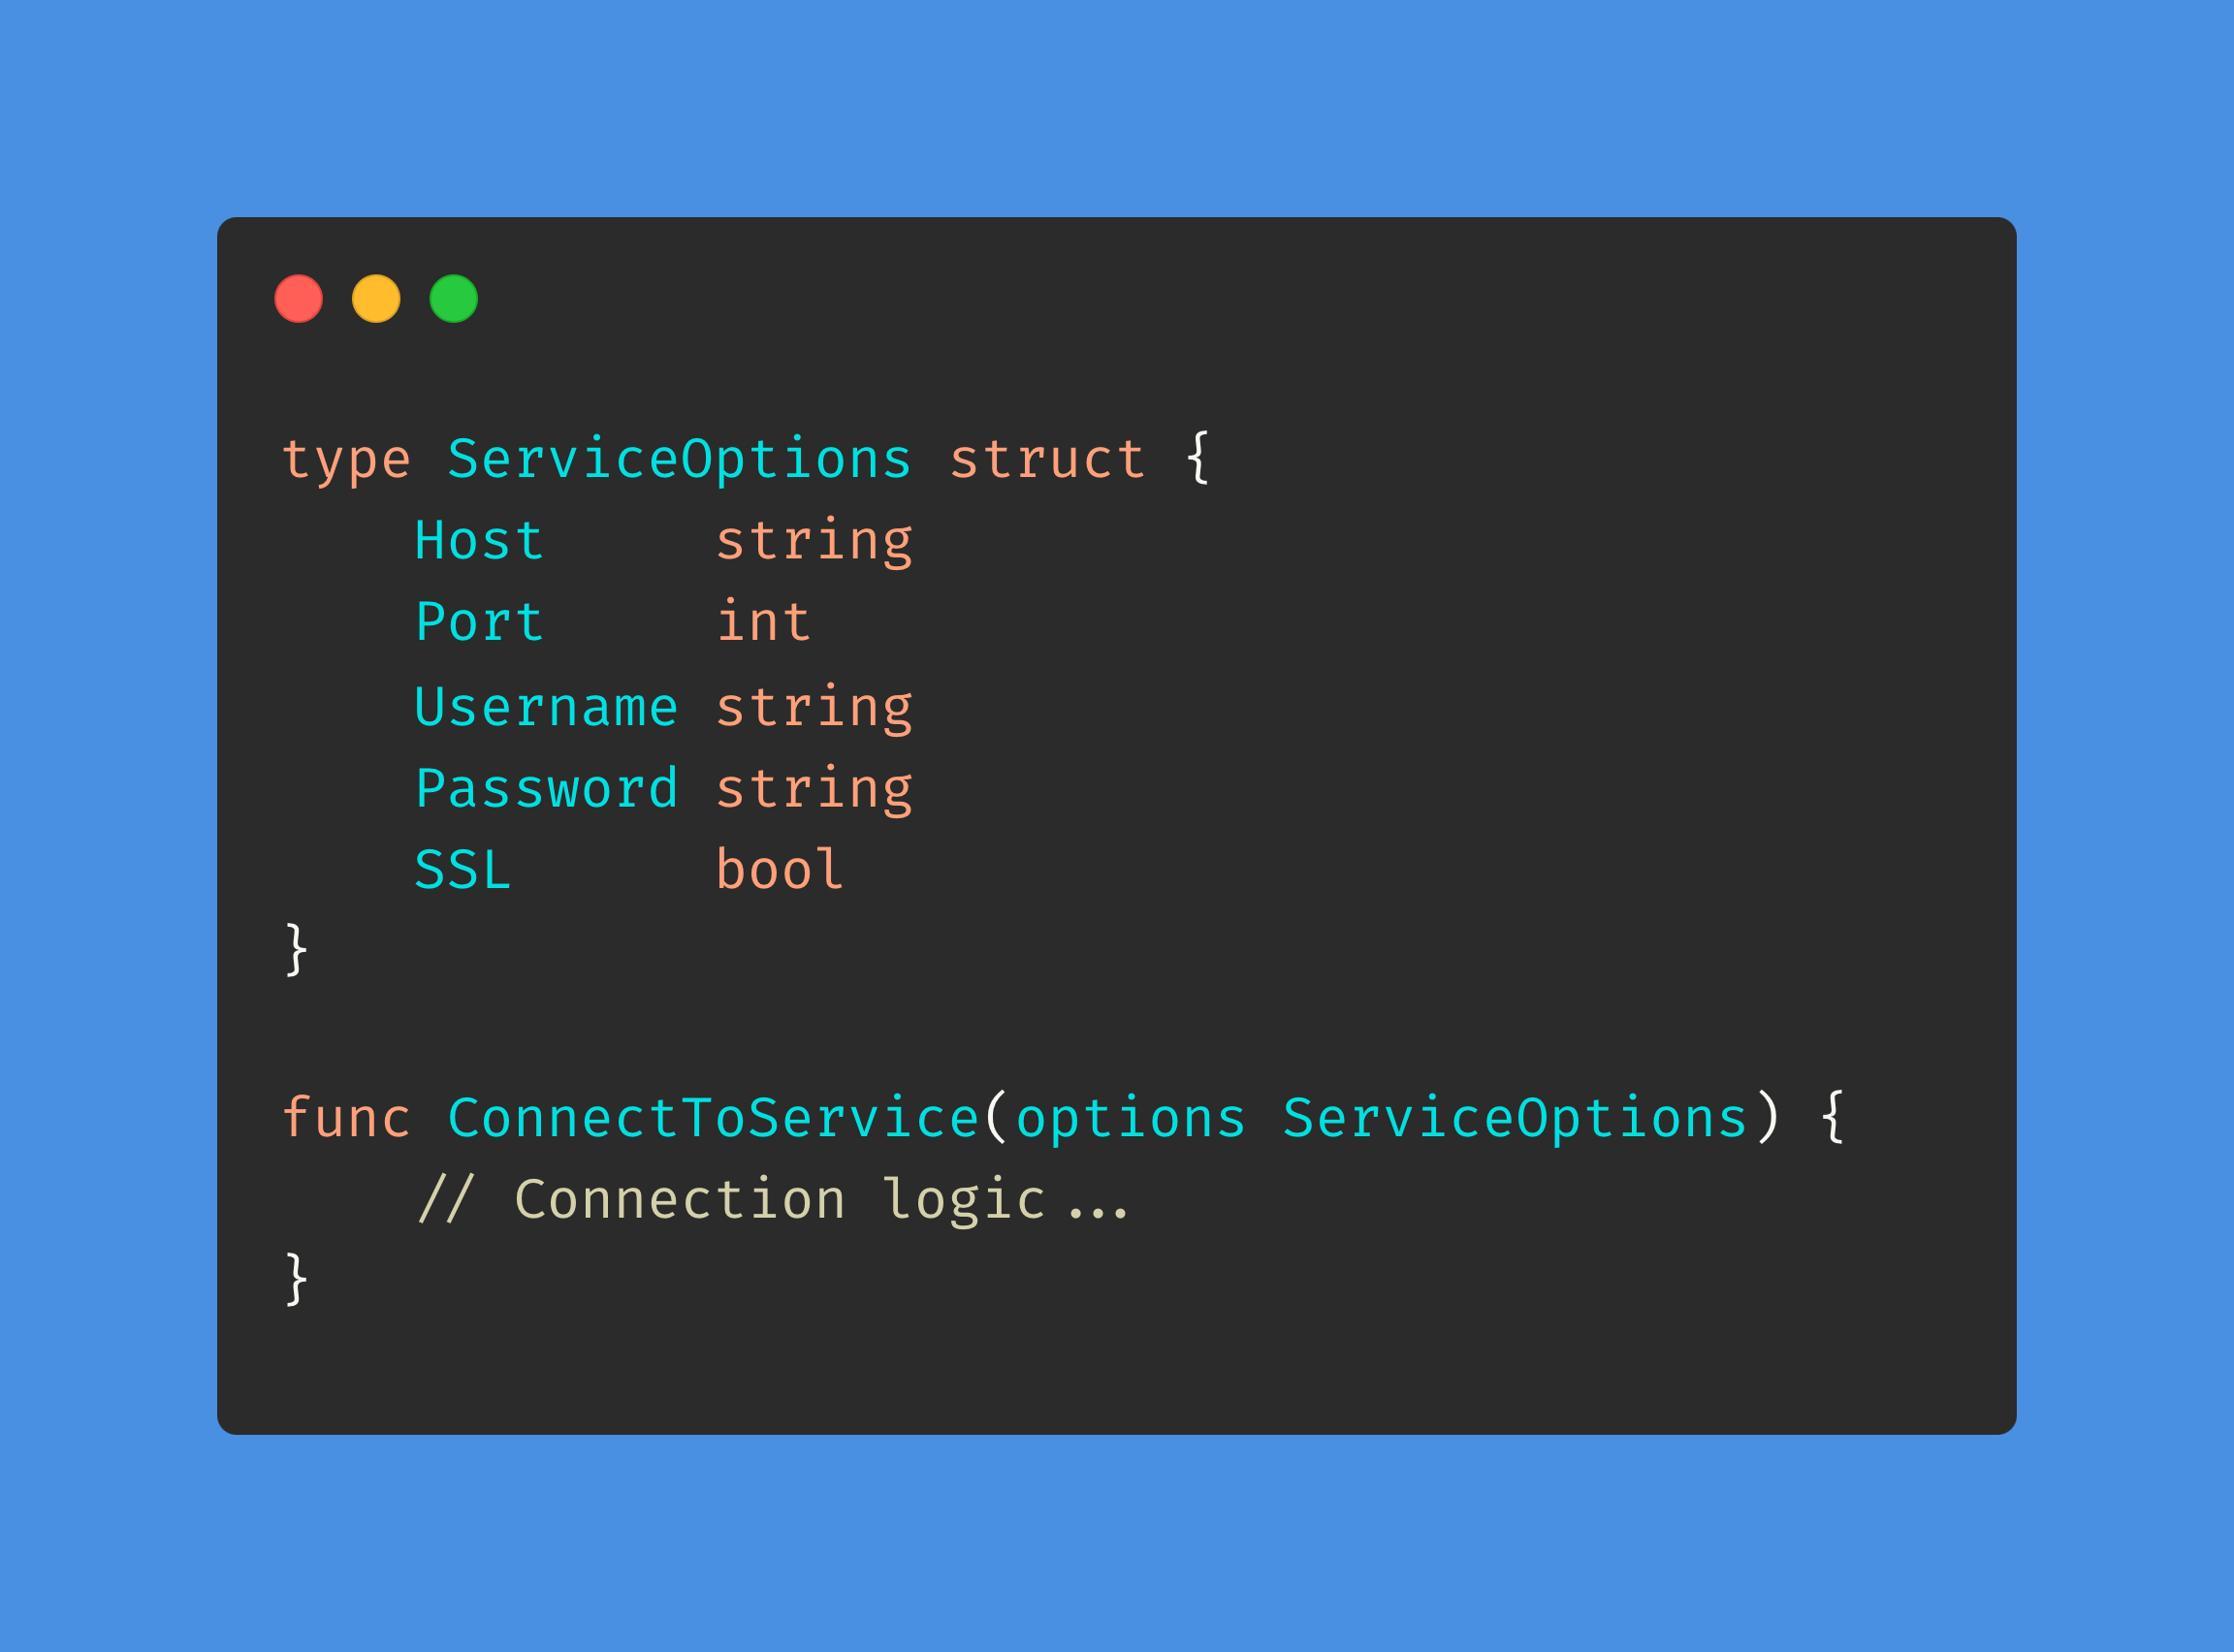 type ServiceOptions struct {
    Host     string
    Port     int
    Username string
    Password string
    SSL      bool
}

func ConnectToService(options ServiceOptions) {
    // Connection logic...
}